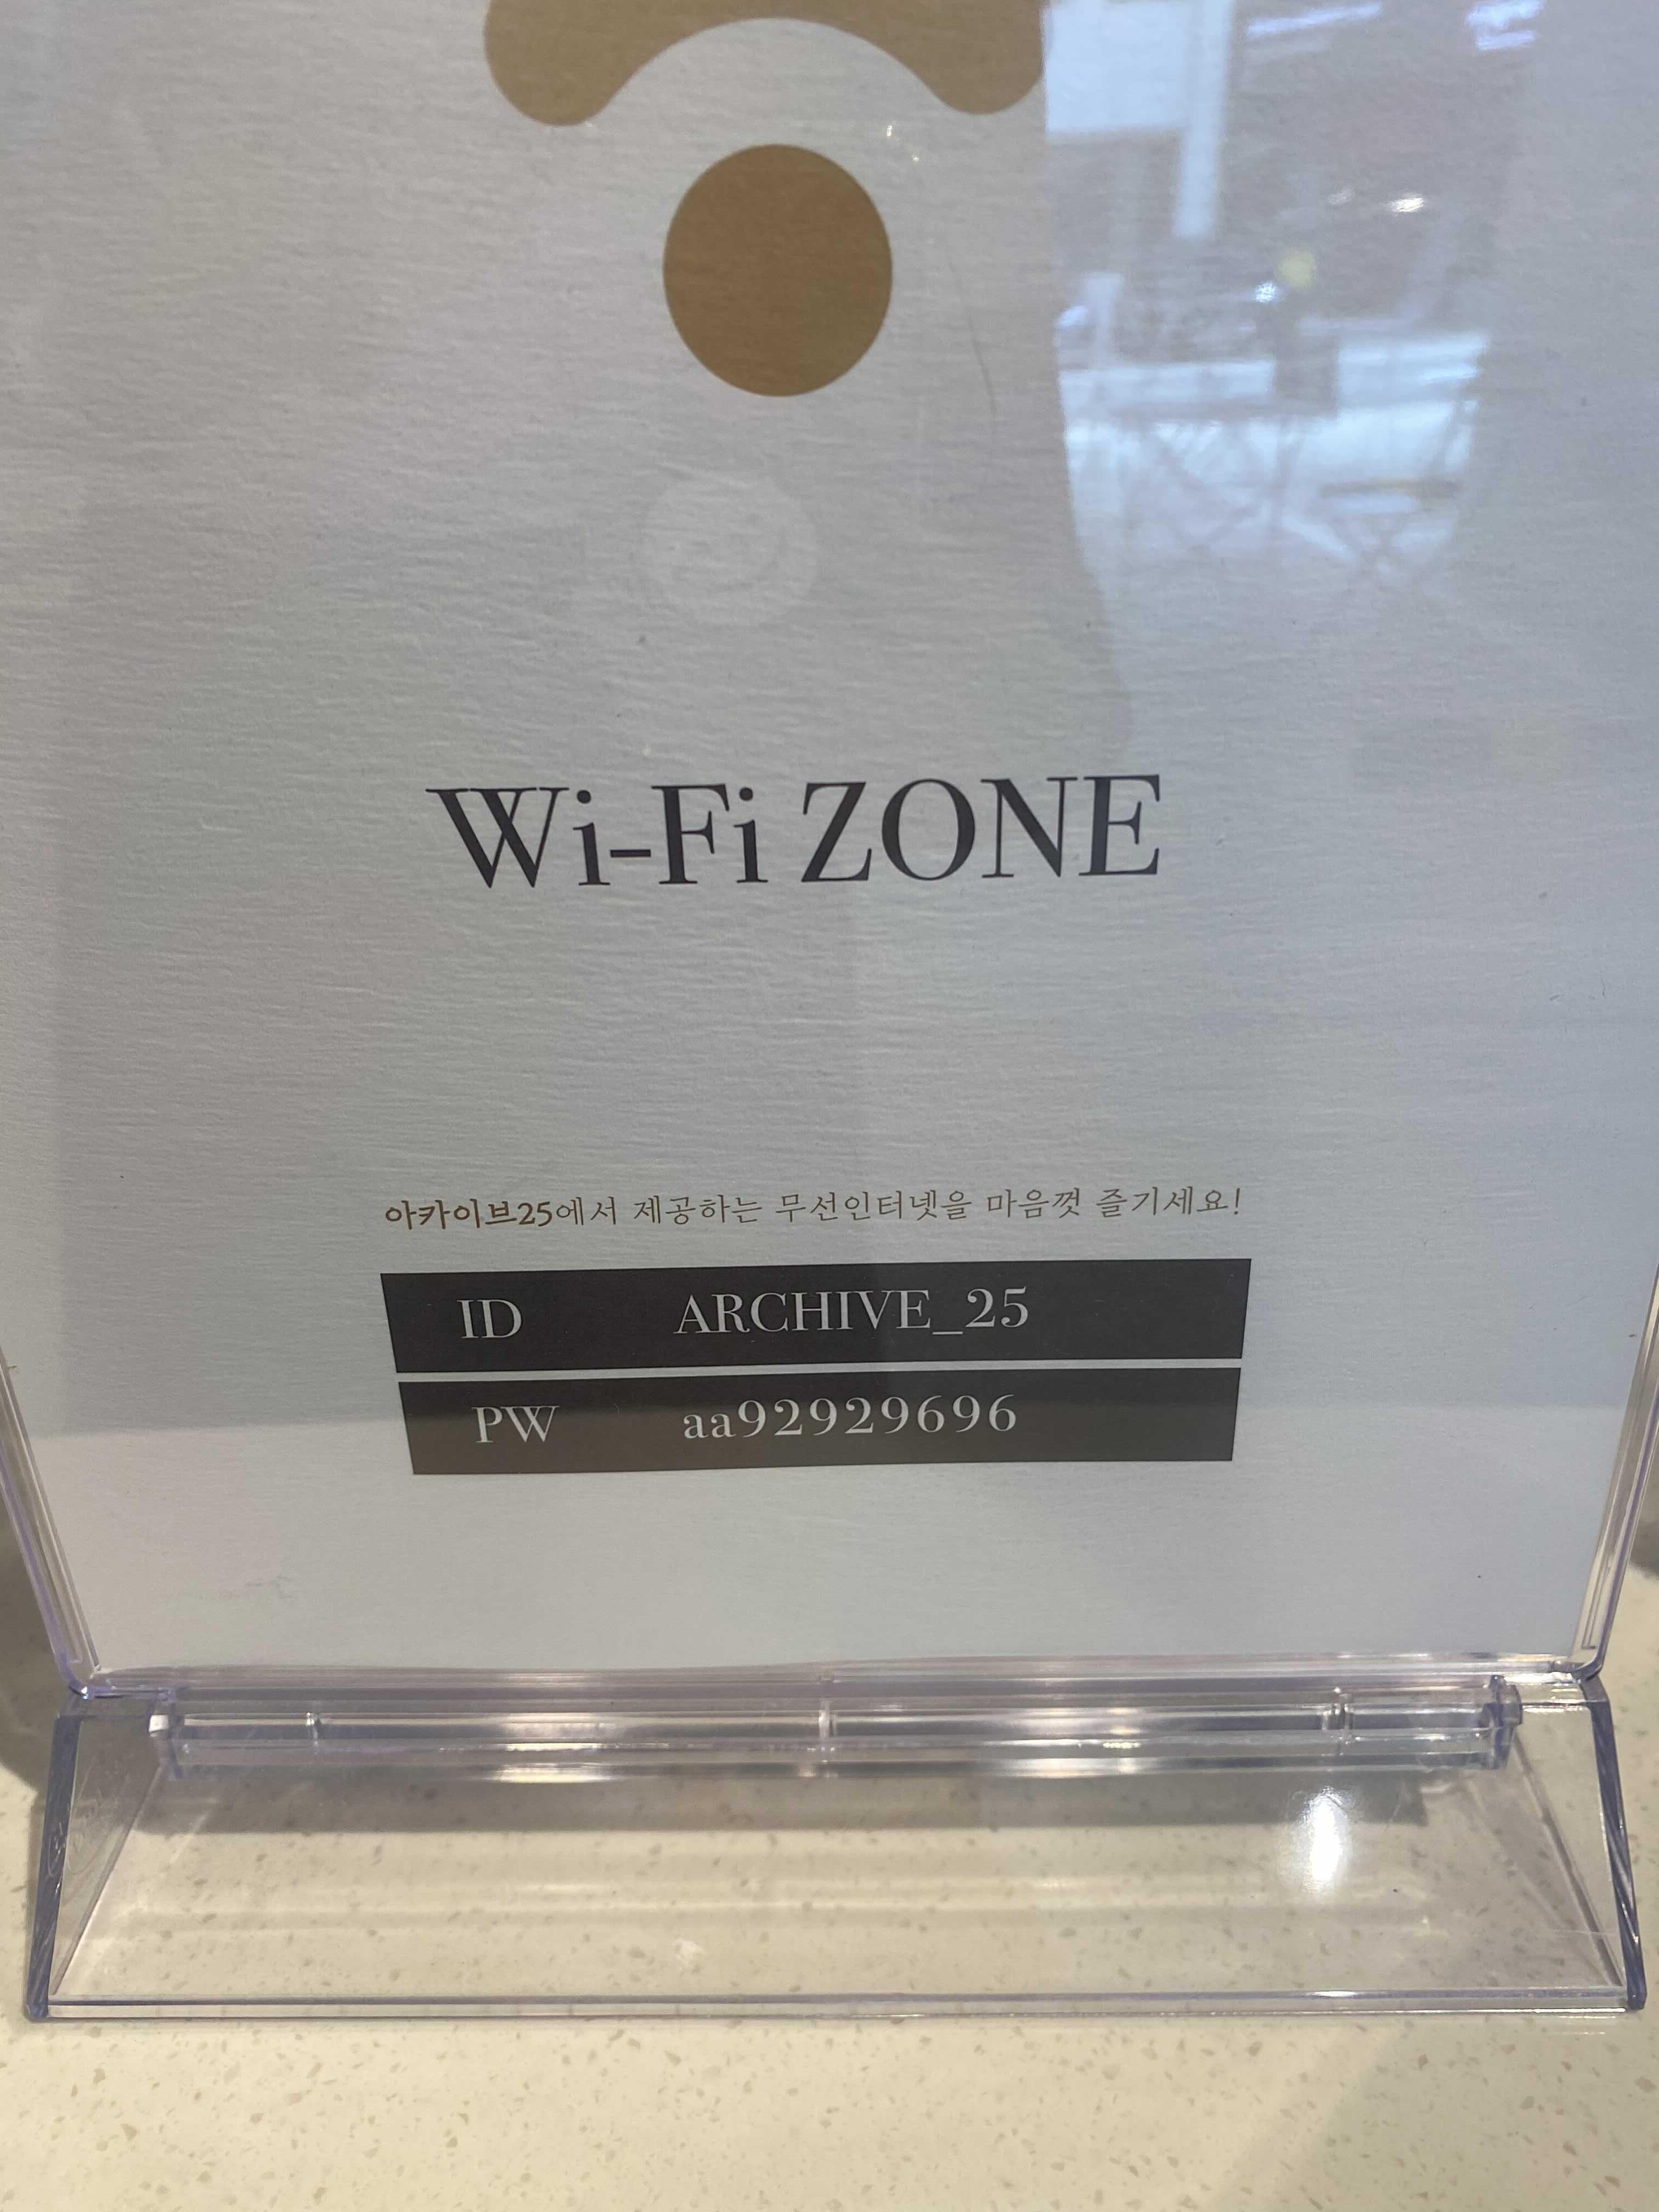 Wi-Fi ZONE
아카이브25에서 제공하는 무선인터넷을 마음껏 즐기세요!
ID ARCHIVE_25
PW aa92929696